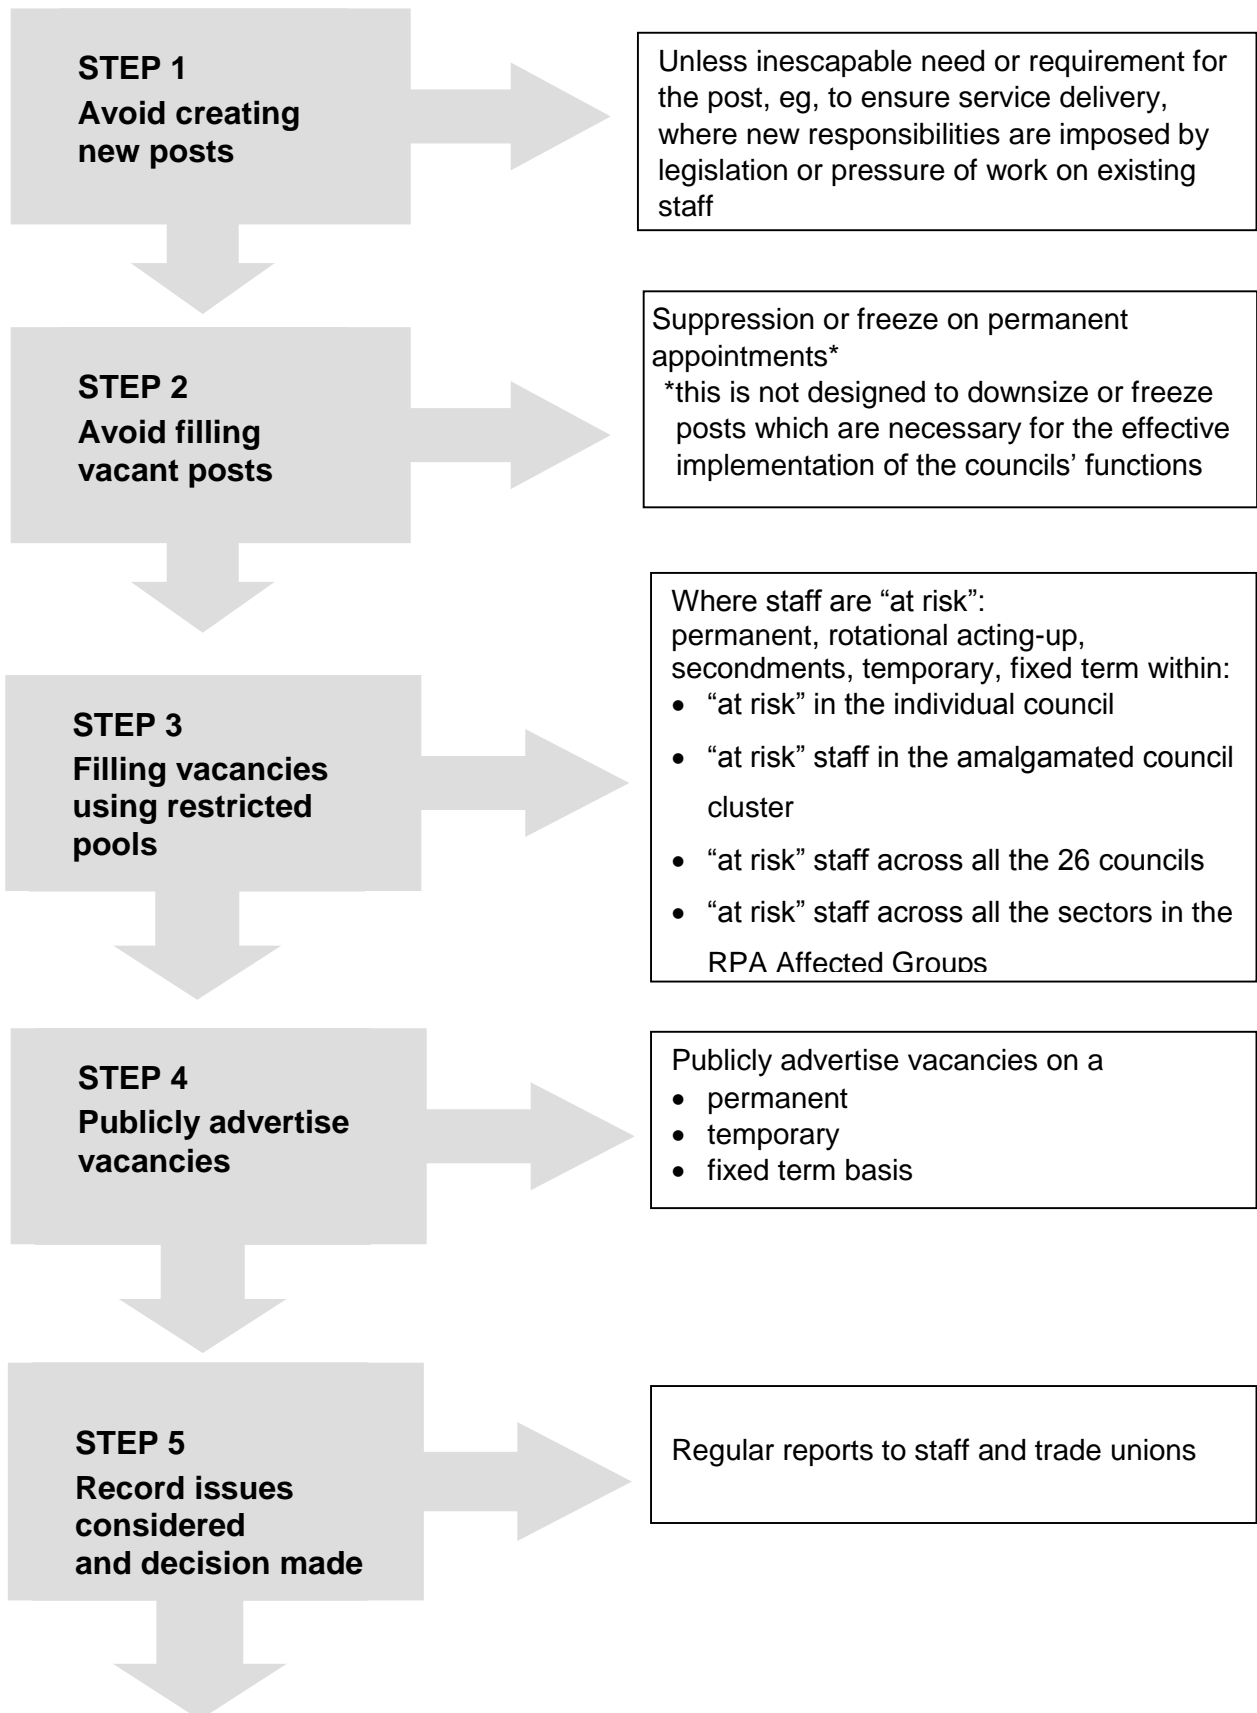 STEP 1
Avoid creating
new posts
Unless inescapable need or requirement for
the post, eg, to ensure service delivery,
where new responsibilities are imposed by
legislation or pressure of work on existing
staff
STEP 2
Avoid filling
vacant posts
Suppression or freeze on permanent
appointments*
*this is not designed to downsize or freeze
posts which are necessary for the effective
implementation of the councils’ functions
STEP 3
Filling vacancies
using restricted
pools
Where staff are “at risk”:
permanent, rotational acting-up,
secondments, temporary, fixed term within:
• “at risk” in the individual council
• “at risk” staff in the amalgamated council
cluster
• “at risk” staff across all the 26 councils
• “at risk” staff across all the sectors in the
RPA Affected Groups
STEP 4
Publicly advertise
vacancies
Publicly advertise vacancies on a
• permanent
• temporary
• fixed term basis
STEP 5
Record issues
considered
and decision made
Regular reports to staff and trade unions